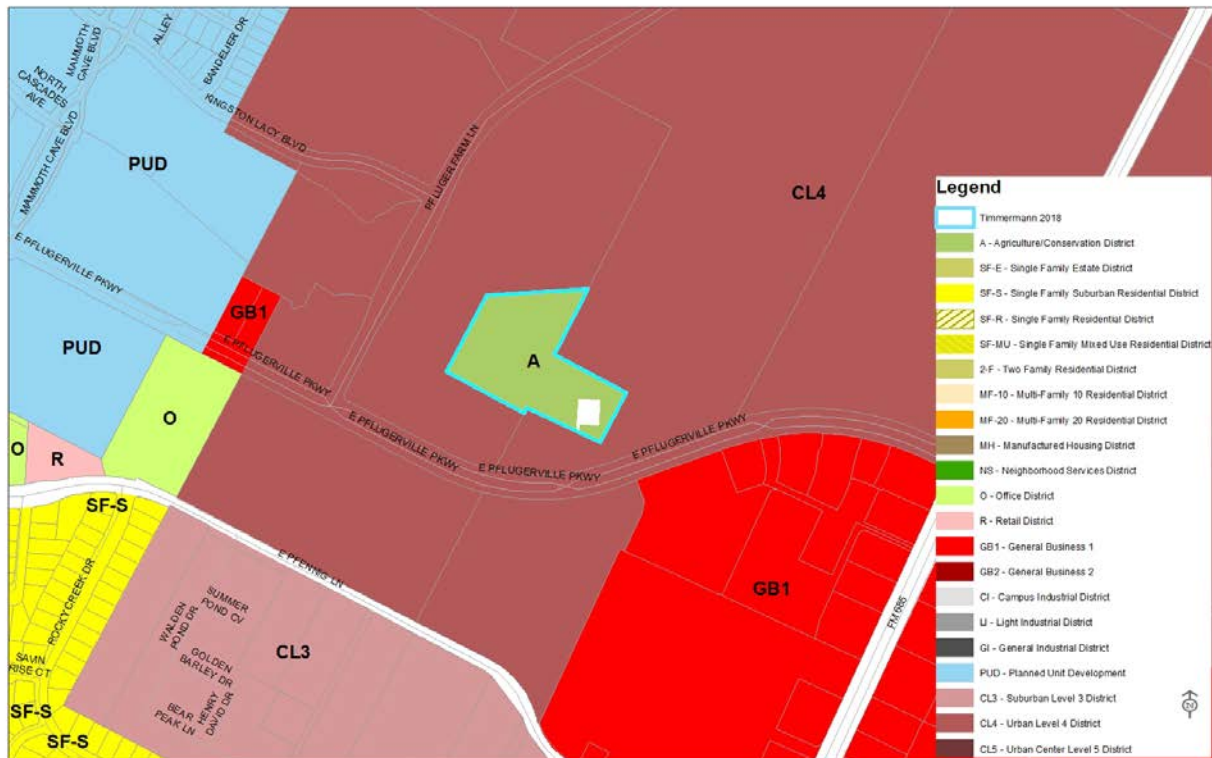 MAMMOTH
CAVE BLVD
ALLEY
BANDELIER DR
NORTH
CASCADES
AVE
KINGSTON LACY BLVD
MAMMOTH CAVE BLVD
PUD
PFLUGER FARM LN
CL4
E PFLUGERVILLE PKWY
GB1
PUD
E PFLUGERVILLE PKWY
A
O
E PFLUGERVILLE PKWY
E PFLUGERVILLE PKWY
E PFLUGERVILLE PKWY
O
R
SF-S
E PFENNIG LN
ROCKY CREEK DR
GB1
FM 685
SUMMER
POND CV
WALDEN
POND DR
GOLDEN
BARLEY DR
CL3
SAVIN
RISE CT
BEAR
PEAK LN
HENRY
DAVID DR
SF-S
SF-S
Legend
Timmermann 2018
A - Agriculture/Conservation District
SF-E - Single Family Estate District
SF-S - Single Family Suburban Residential District
SF-R - Single Family Residential District
SF-MU - Single Family Mixed Use Residential District
2-F - Two Family Residential District
MF-10 - Multi-Family 10 Residential District
MF-20 - Multi-Family 20 Residential District
MH - Manufactured Housing District
NS - Neighborhood Services District
O - Office District
R - Retail District
GB1 - General Business 1
GB2 - General Business 2
CI - Campus Industrial District
LI - Light Industrial District
GI - General Industrial District
PUD - Planned Unit Development
CL3 - Suburban Level 3 District
CL4 - Urban Level 4 District
CL5 - Urban Center Level 5 District
N